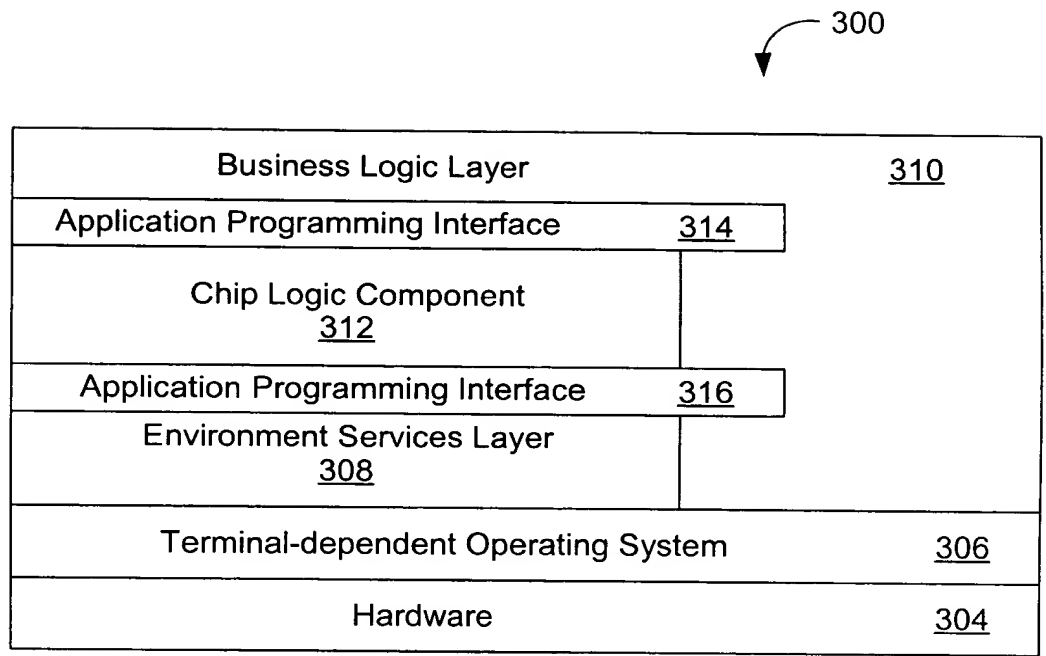 300
Business Logic Layer 310
Application Programming Interface 314
Chip Logic Component
312
Application Programming Interface 316
Environment Services Layer
308
Terminal-dependent Operating System 306
Hardware 304